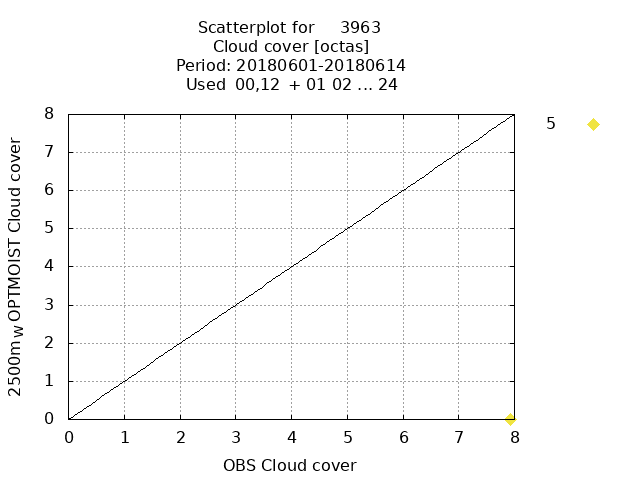 Scatterplot for 3963
Cloud cover [octas]
Period: 20180601-20180614
Used 00,12 + 01 02 ... 24
8
7
6
5
4
3
2
1
0
0 1 2 3 4 5 6 7 8
2500m w OPTMOIST Cloud cover
OBS Cloud cover
5